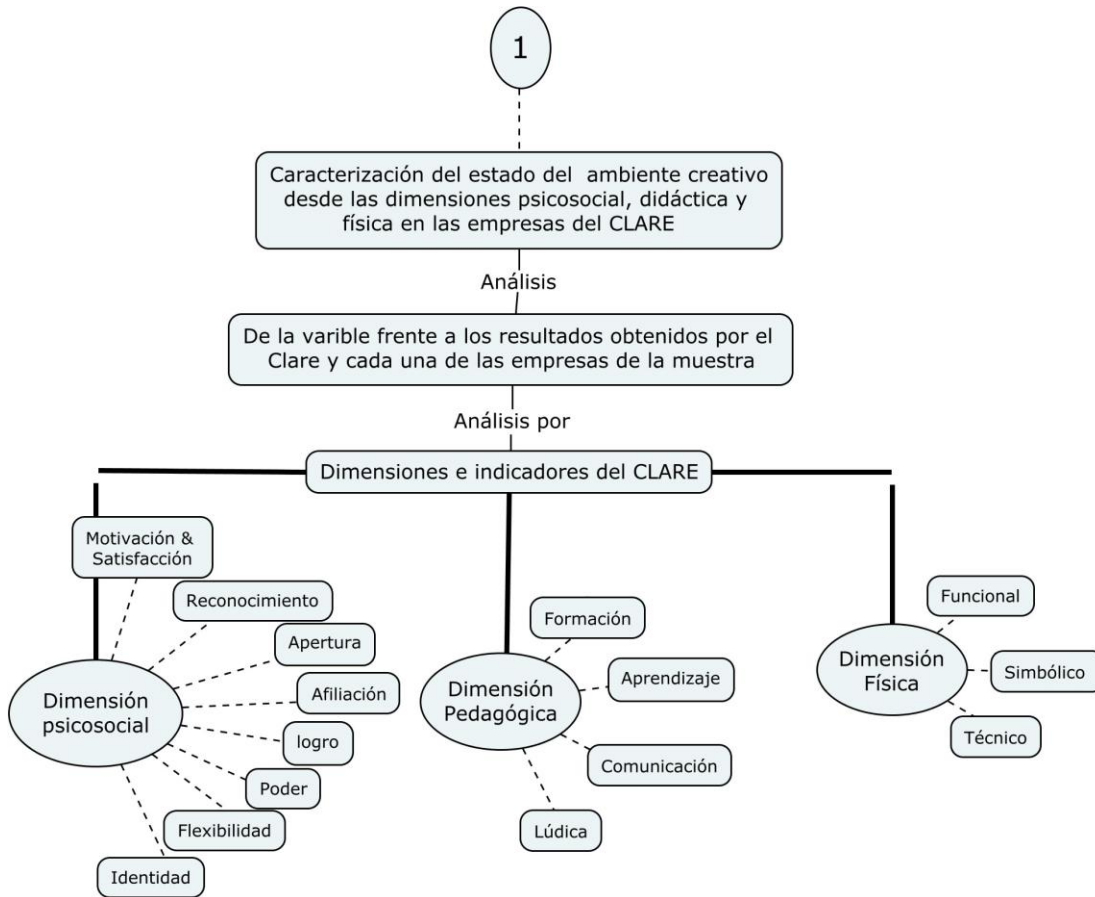 1
Caracterización del estado del ambiente creativo
desde las dimensiones psicosocial, didáctica y
física en las empresas del CLARE
Análisis
De la varible frente a los resultados obtenidos por el
Clare y cada una de las empresas de la muestra
Análisis por
Dimensiones e indicadores del CLARE
Motivación &
Satisfacción
Reconocimiento
Apertura
Afiliación
logro
Poder
Flexibilidad
Identidad
Dimensión
psicosocial
Formación
Aprendizaje
Comunicación
Lúdica
Dimensión
Pedagógica
Funcional
Simbólico
Técnico
Dimensión
Física